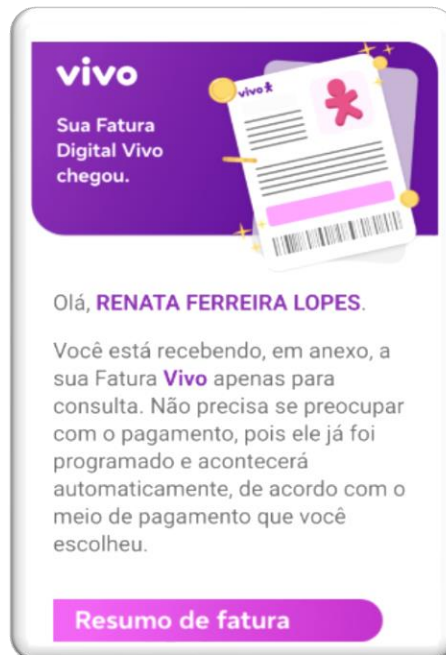 vivo
Sua Fatura
Digital Vivo
chegou.
vivo
Olá, RENATA FERREIRA LOPES.
Você está recebendo, em anexo, a
sua Fatura Vivo apenas para
consulta. Não precisa se preocupar
com o pagamento, pois ele já foi
programado e acontecerá
automaticamente, de acordo com o
meio de pagamento que você
escolheu.
Resumo de fatura